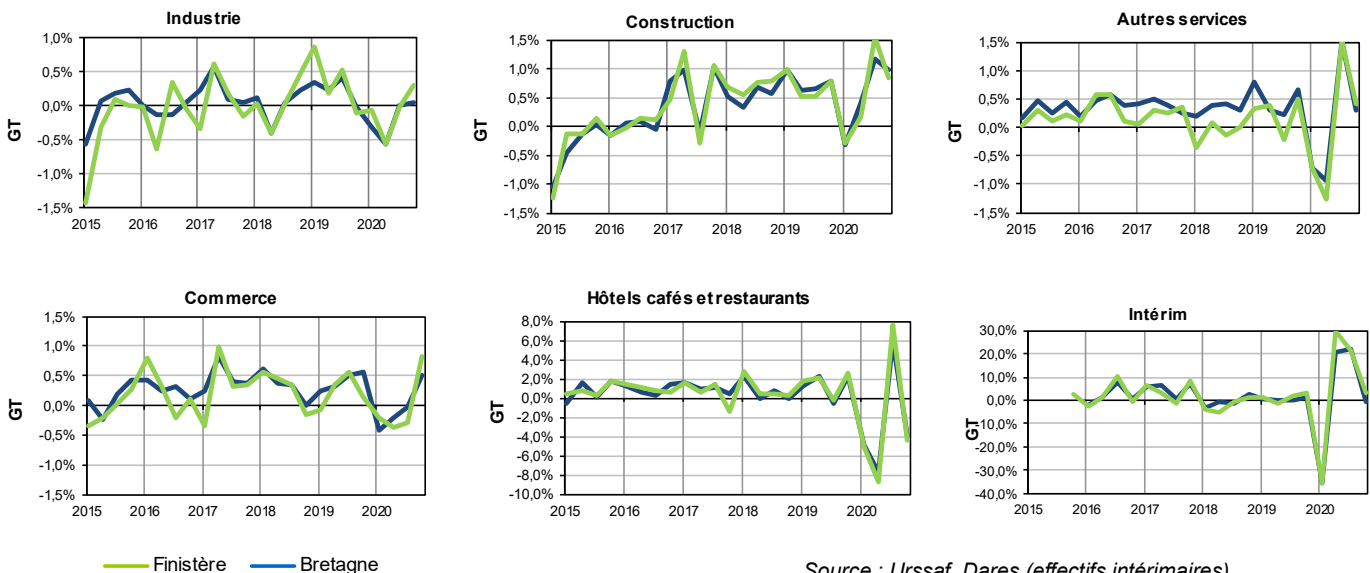 Industrie
1,0%
0,5%
0,0%
-0,5%
-1,0%
-1,5%
GT
2015 2016 2017 2018 2019 2020
Construction
1,5%
1,0%
0,5%
0,0%
-0,5%
-1,0%
-1,5%
GT
2015 2016 2017 2018 2019 2020
Autres services
1,5%
1,0%
0,5%
0,0%
-0,5%
-1,0%
-1,5%
GT
2015 2016 2017 2018 2019 2020
Commerce
1,5%
1,0%
0,5%
0,0%
-0,5%
-1,0%
-1,5%
GT
2015 2016 2017 2018 2019 2020
Hôtels cafés et restaurants
8,0%
6,0%
4,0%
2,0%
0,0%
-2,0%
-4,0%
-6,0%
-8,0%
-10,0%
GT
2015 2016 2017 2018 2019 2020
Intérim
30,0%
20,0%
10,0%
0,0%
-10,0%
-20,0%
-30,0%
-40,0%
GT
2015 2016 2017 2018 2019 2020
Finistère Bretagne
Source : Urssaf, Dares (effectifs intérimaires)